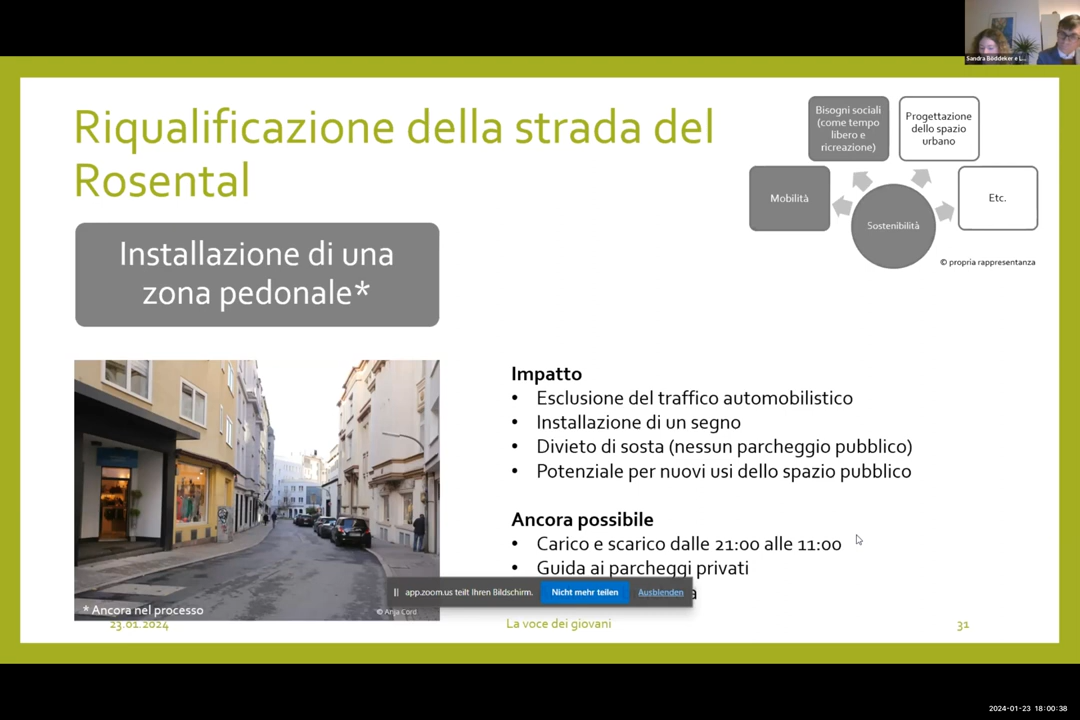 Sandra Böddeker e L...
Riqualificazione della strada del
Rosental
Bisogni sociali
(come tempo
libero e
ricreazione)
Progettazione
dello spazio
urbano
Mobilità
Etc.
Sostenibilità
© propria rappresentanza
Installazione di una
zona pedonale*
Impatto
• Esclusione del traffico automobilistico
• Installazione di un segno
• Divieto di sosta (nessun parcheggio pubblico)
• Potenziale per nuovi usi dello spazio pubblico
Ancora possibile
• Carico e scarico dalle 21:00 alle 11:00
• Guida ai parcheggi privati
app.zoom.us teilt Ihren Bildschirm.
Nicht mehr teilen
Ausblenden
* Ancora nel processo
© Anja Cord
23.01.2024
La voce dei giovani
31
2024-01-23 18:00:38